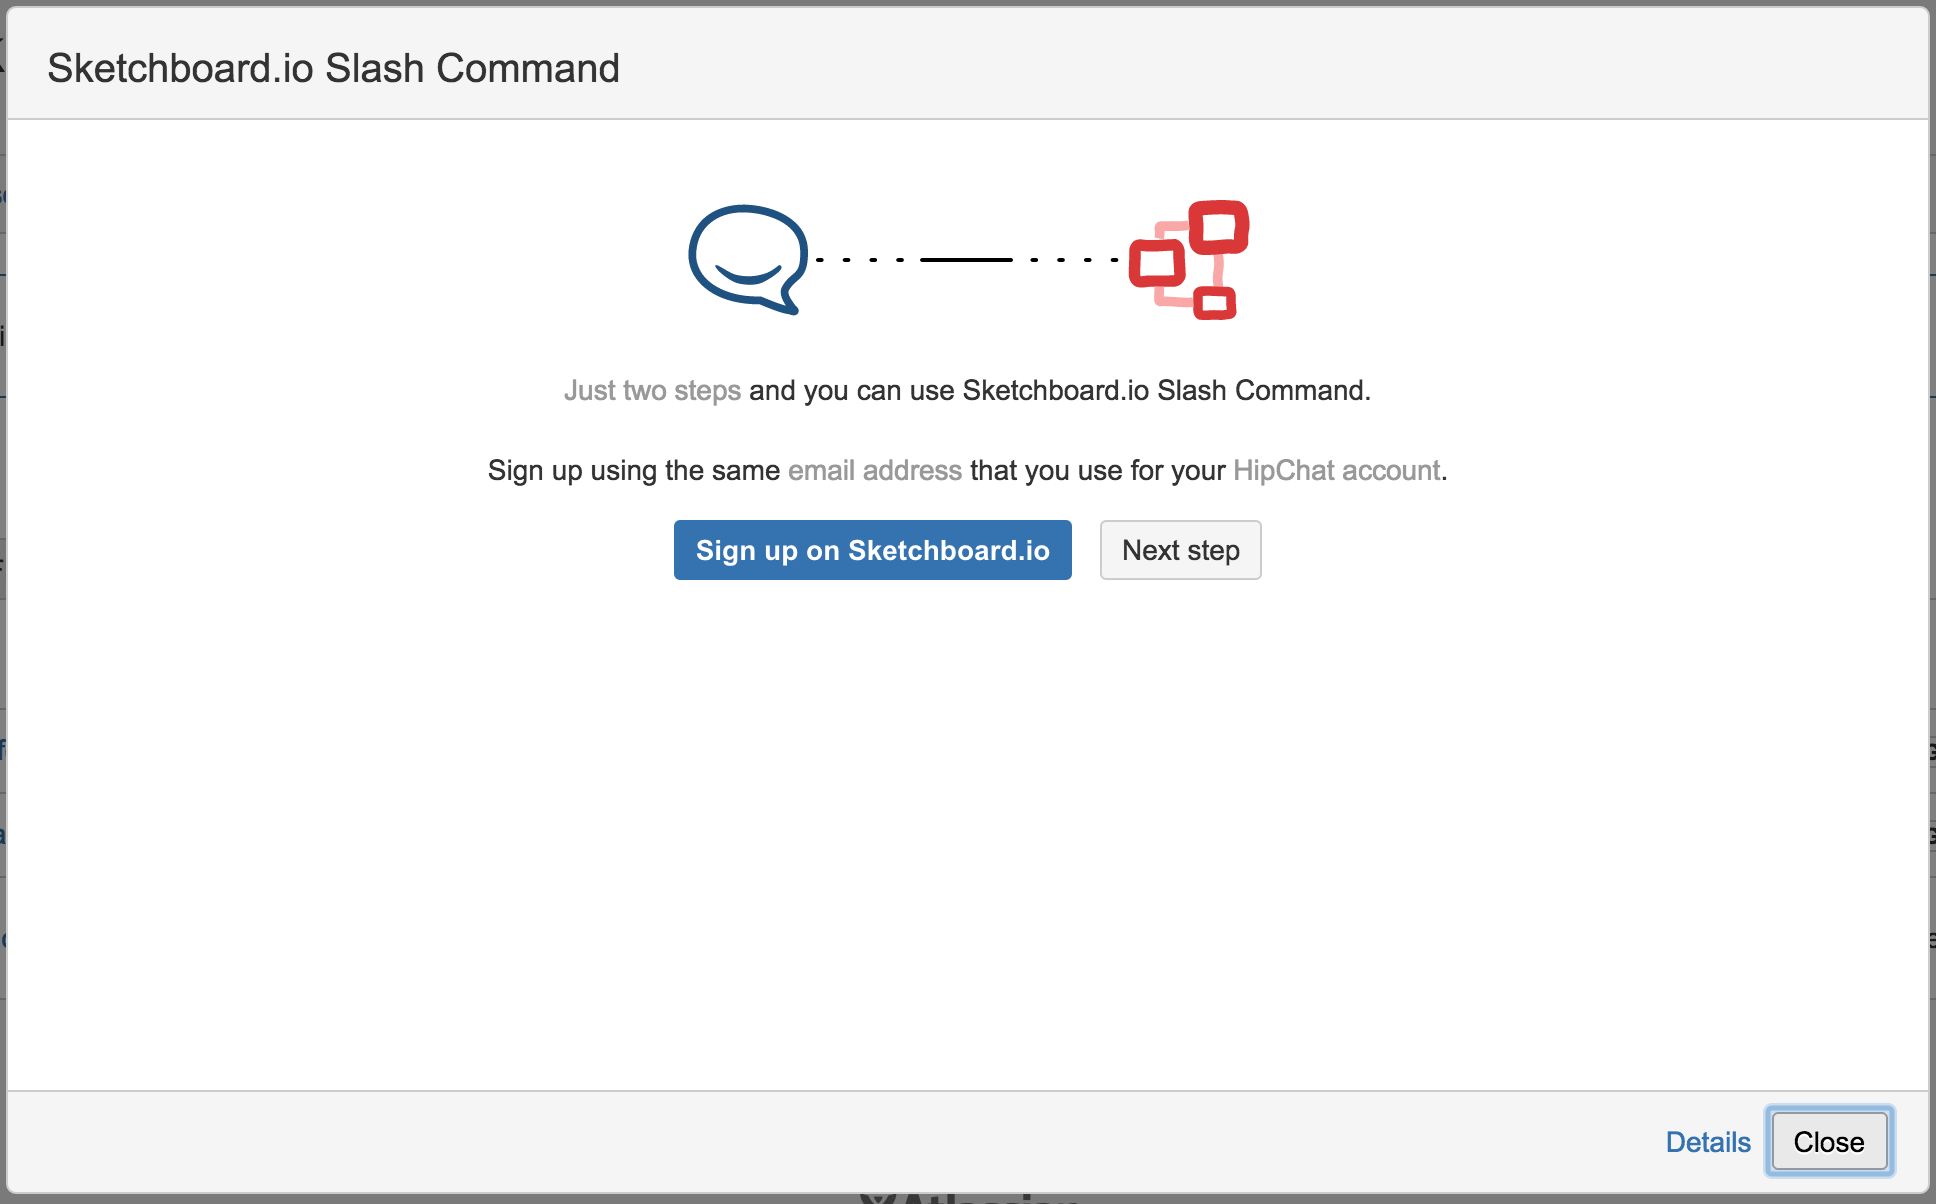 Sketchboard.io Slash Command
Just two steps and you can use Sketchboard.io Slash Command.
Sign up using the same email address that you use for your HipChat account.
Sign up on Sketchboard.io
Next step
Details
Close